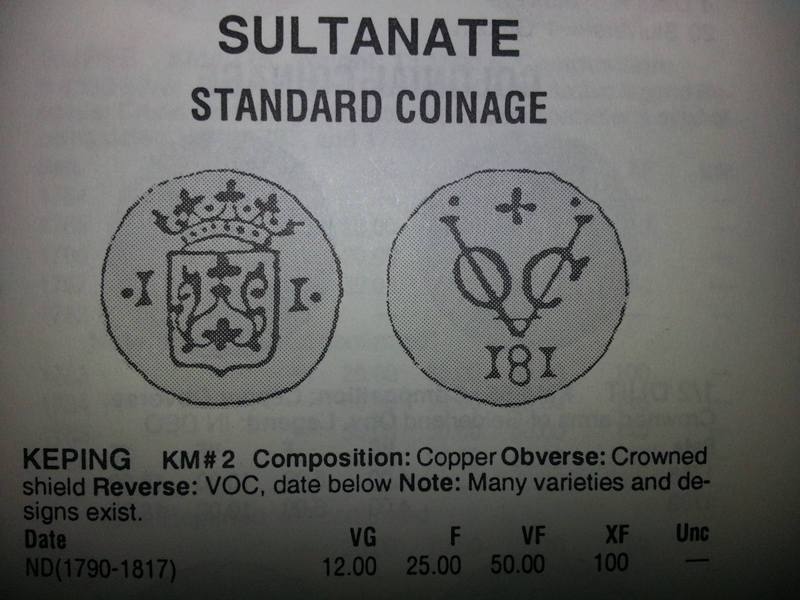 SULTANATE
STANDARD COINAGE
·I I·
VOC
181
KEPING KM# 2 Composition: Copper Obverse: Crowned
shield Reverse: VOC, date below Note: Many varieties and de-
signs exist.
Date VG F VF XF Unc
ND(1790-1817) 12.00 25.00 50.00 100 —